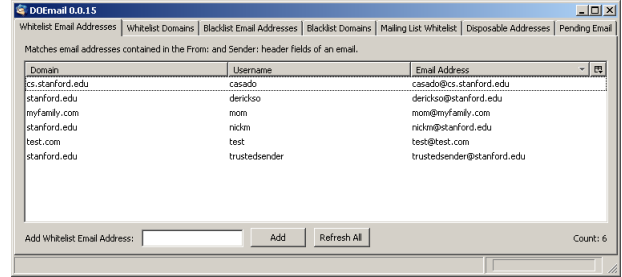 DOEmail 0.0.15
Whitelist Email Addresses Whitelist Domains Blacklist Email Addresses Blacklist Domains Mailing List Whitelist Disposable Addresses Pending Email
Matches email addresses contained in the From: and Sender: header fields of an email.
Domain Username Email Address
cs.stanford.edu casado casado@cs.stanford.edu
stanford.edu derickso derickso@stanford.edu
myfamily.com mom mom@myfamily.com
stanford.edu nickm nickm@stanford.edu
test.com test test@test.com
stanford.edu trustedsender trustedsender@stanford.edu
Add Whitelist Email Address: Add Refresh All Count: 6